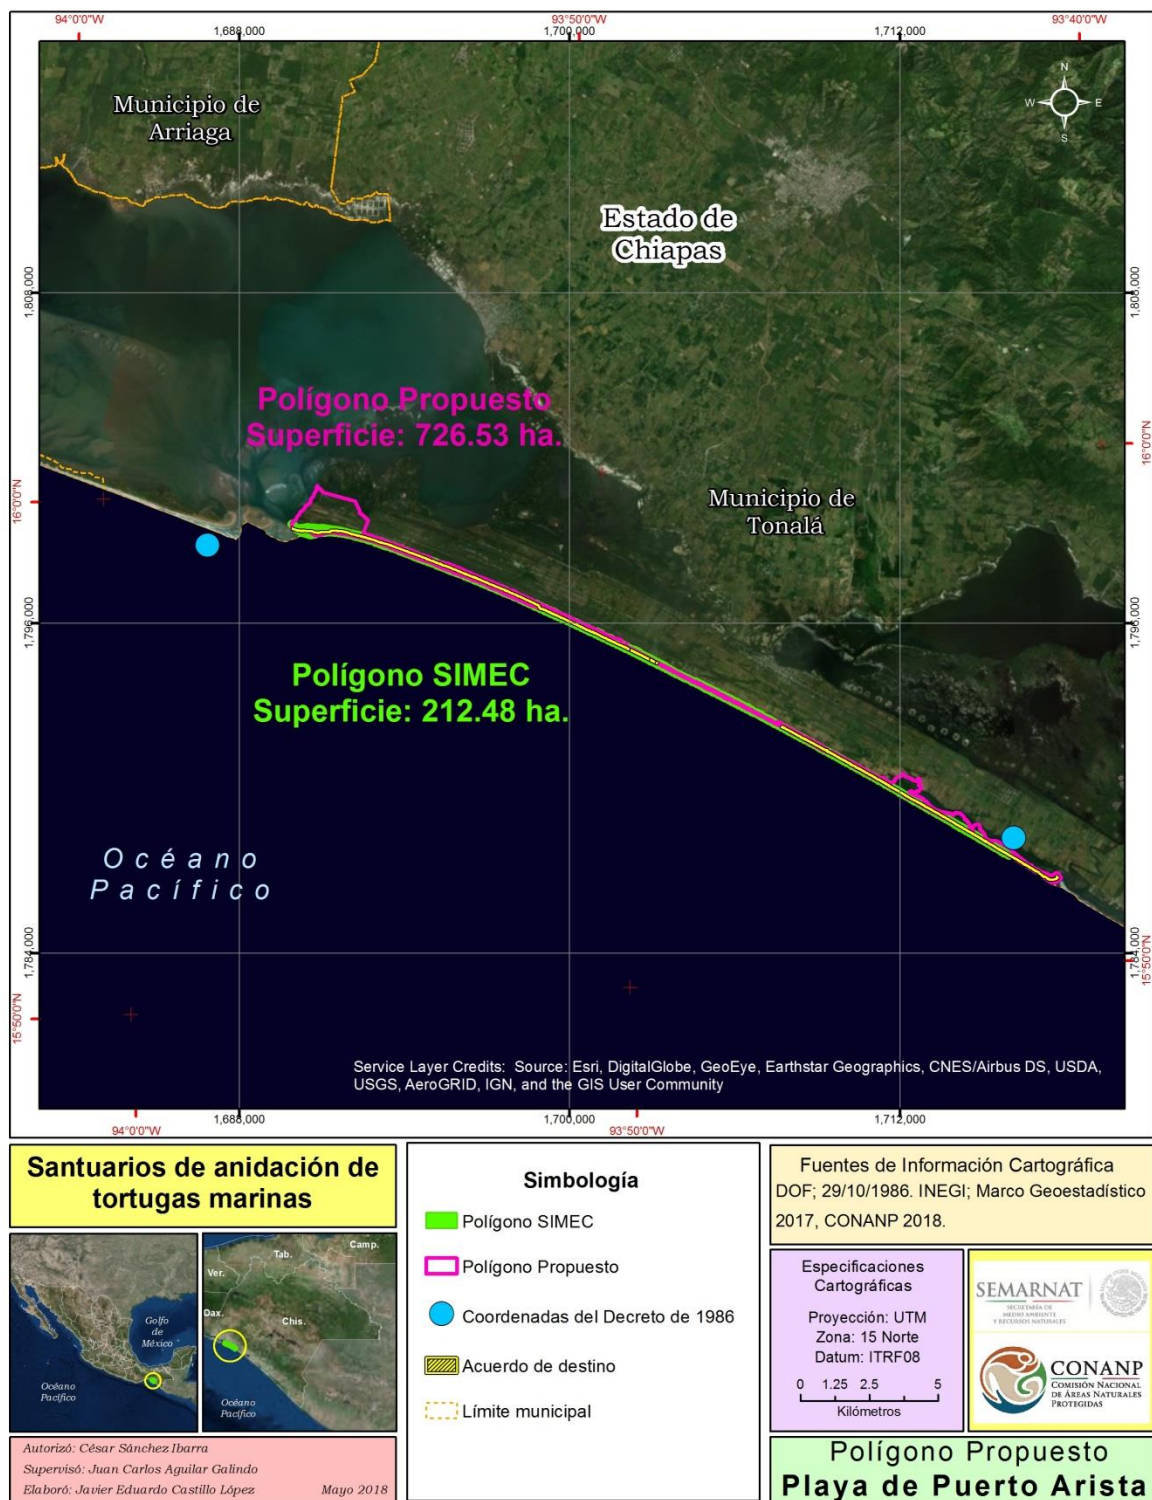 94°0'0"W
93°50'0"W
93°40'0"W
1,688,000
1,700,000
1,712,000
Municipio de
Arriaga
N
W
E
S
Estado de
Chiapas
1,808,000
1,808,000
Polígono Propuesto
Superficie: 726.53 ha.
16°0'0"N
16°0'0"N
Municipio de
Tonalá
1,796,000
1,796,000
Polígono SIMEC
Superficie: 212.48 ha.
Océano
Pacífico
1,784,000
1,784,000
15°50'0"N
15°50'0"N
Service Layer Credits: Source: Esri, DigitalGlobe, GeoEye, Earthstar Geographics, CNES/Airbus DS, USDA,
USGS, AeroGRID, IGN, and the GIS User Community
1,688,000
1,700,000
1,712,000
94°0'0"W
93°50'0"W
Santuarios de anidación de
tortugas marinas
Golfo
de
México
Océano
Pacífico
Camp.
Tab.
Ver.
Oax.
Chis.
Océano
Pacífico
Autorizó: César Sánchez Ibarra
Supervisó: Juan Carlos Aguilar Galindo
Elaboró: Javier Eduardo Castillo López
Mayo 2018
Simbología
Polígono SIMEC
Polígono Propuesto
Coordenadas del Decreto de 1986
Acuerdo de destino
Límite municipal
Fuentes de Información Cartográfica
DOF; 29/10/1986. INEGI; Marco Geoestadístico
2017, CONANP 2018.
Especificaciones
Cartográficas
Proyección: UTM
Zona: 15 Norte
Datum: ITRF08
0 1.25 2.5 5
Kilómetros
SEMARNAT
SECRETARÍA DE
MEDIO AMBIENTE
Y RECURSOS NATURALES
CONANP
COMISIÓN NACIONAL
DE ÁREAS NATURALES
PROTEGIDAS
Polígono Propuesto
Playa de Puerto Arista